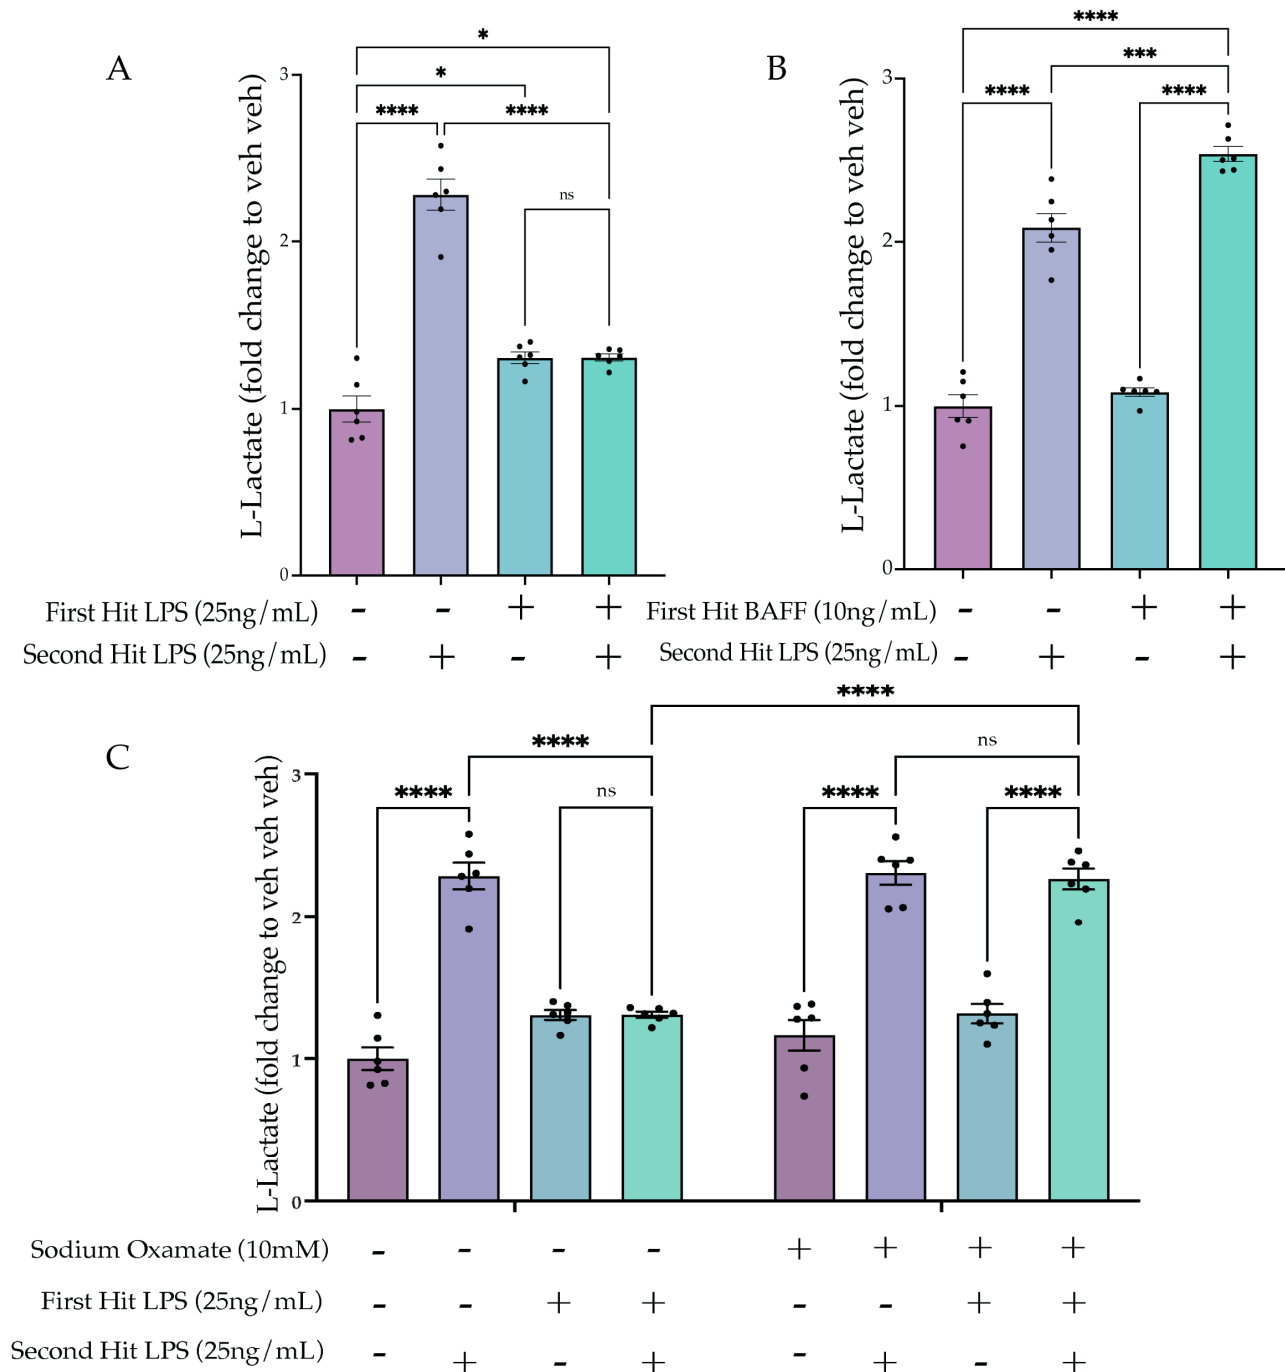 A
L-Lactate (fold change to veh veh)
3
2
1
0
*
*
****
****
ns
First Hit LPS (25ng/mL) - - + +
Second Hit LPS (25ng/mL) - + - +
B
L-Lactate (fold change to veh veh)
3
2
1
0
****
***
****
****
First Hit BAFF (10ng/mL) - - + +
Second Hit LPS (25ng/mL) - + - +
C
L-Lactate (fold change to veh veh veh)
3
2
1
0
****
****
ns
****
ns
****
****
Sodium Oxamate (10mM) - - - - + + + +
First Hit LPS (25ng/mL) - - + + - - + +
Second Hit LPS (25ng/mL) - + - + - + - +